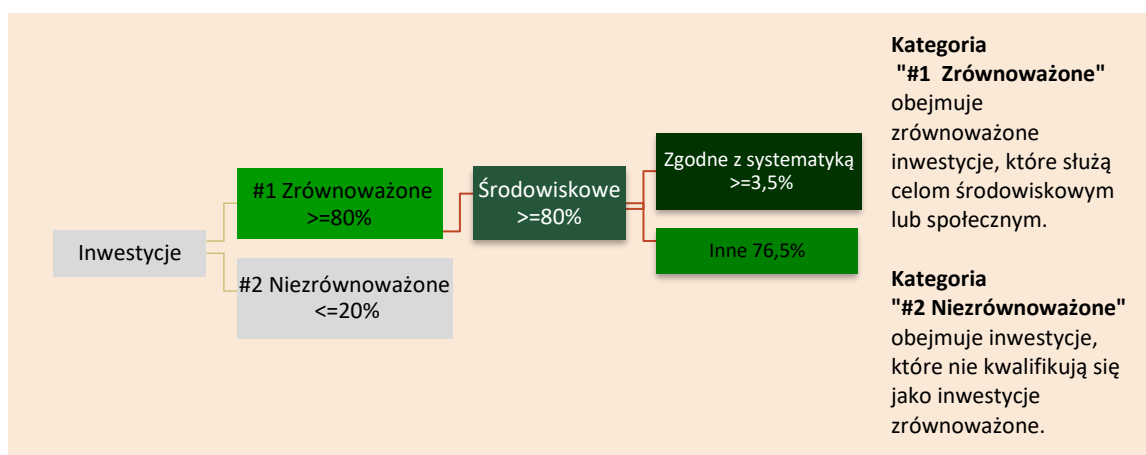 Inwestycje
#1 Zrównoważone
>=80%
#2 Niezrównoważone
<=20%
Środowiskowe
>=80%
Zgodne z systematyką
>=3,5%
Inne 76,5%
Kategoria
"#1 Zrównoważone"
obejmuje
zrównoważone
inwestycje, które służą
celom środowiskowym
lub społecznym.
Kategoria
"#2 Niezrównoważone"
obejmuje inwestycje,
które nie kwalifikują się
jako inwestycje
zrównoważone.